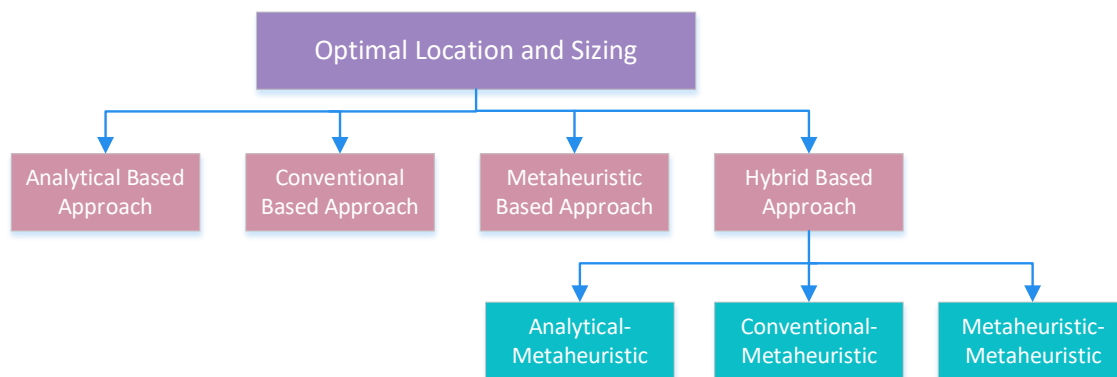 Optimal Location and Sizing
Analytical Based
Approach
Conventional
Based Approach
Metaheuristic
Based Approach
Hybrid Based
Approach
Analytical-
Metaheuristic
Conventional-
Metaheuristic
Metaheuristic-
Metaheuristic